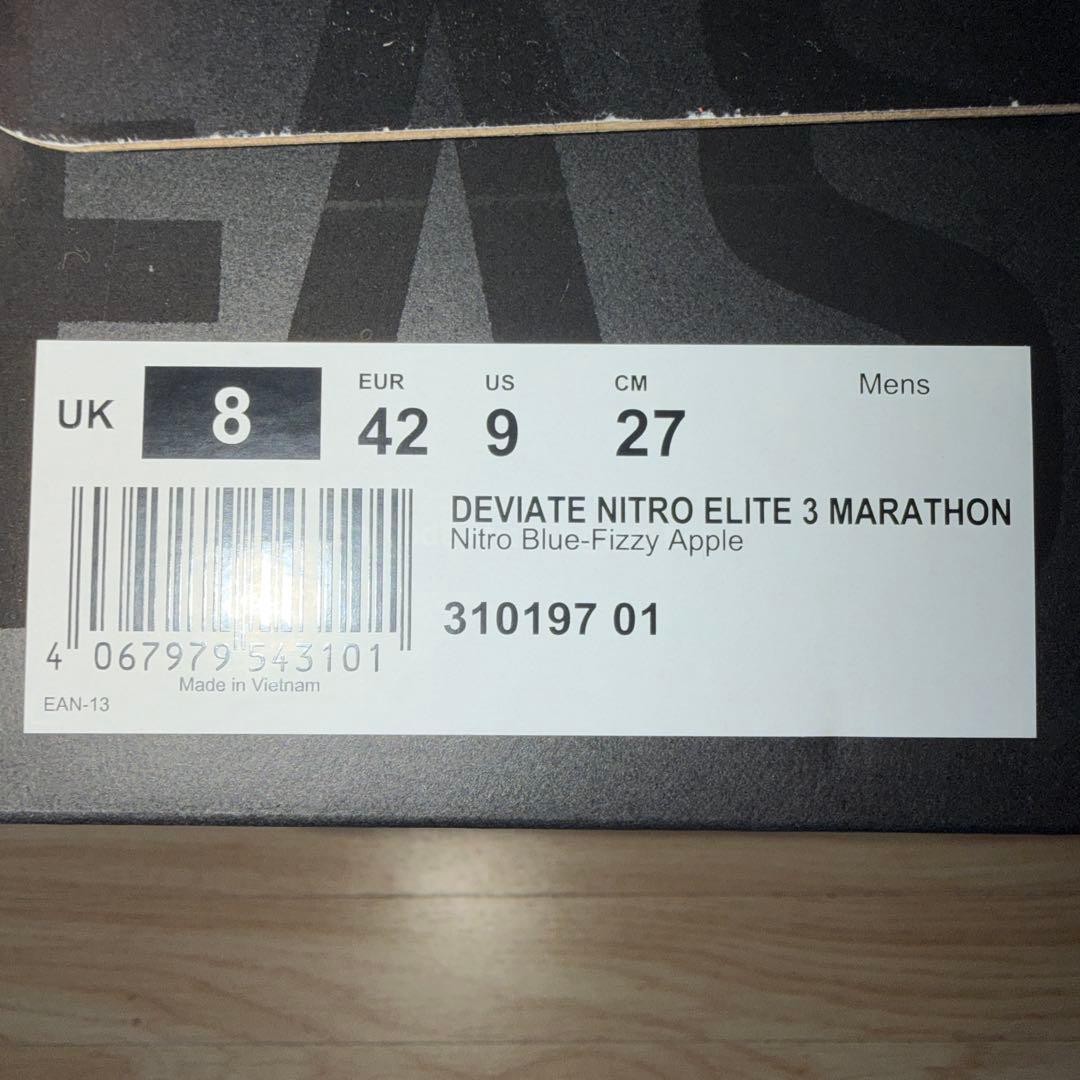 EAS
UK 8 EUR 42 US 9 CM 27 Mens
DEVIATE NITRO ELITE 3 MARATHON
Nitro Blue-Fizzy Apple
310197 01
4 067979 543101
Made in Vietnam
EAN-13